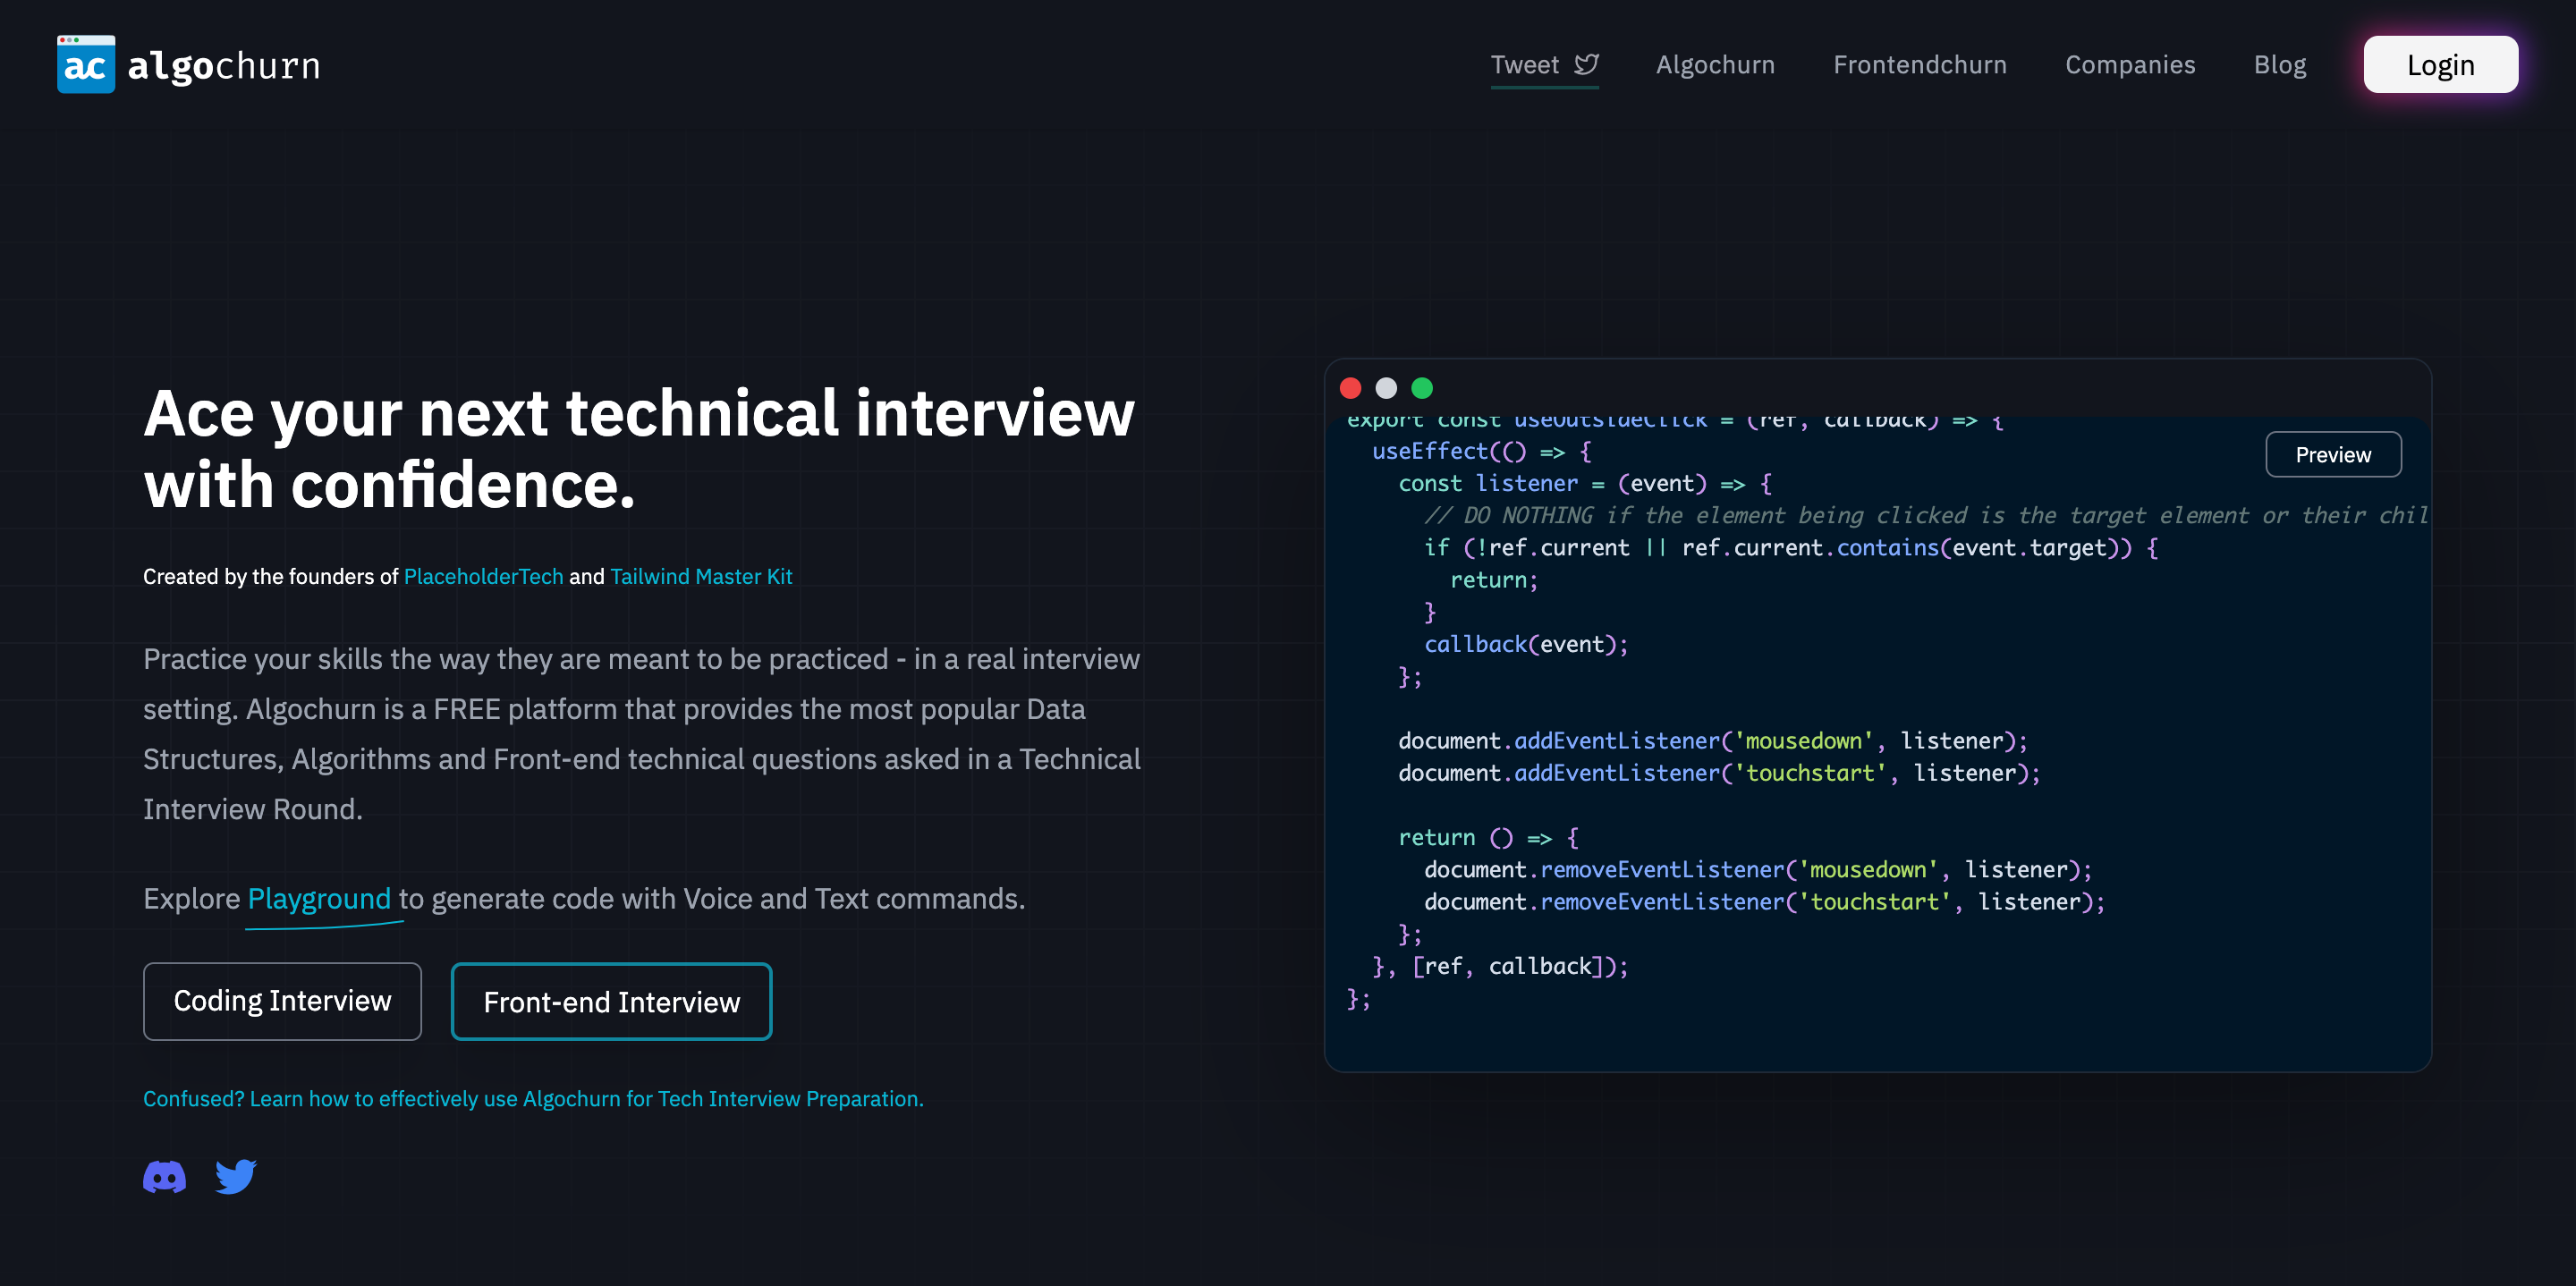 ac algochurn
Tweet Algochurn Frontendchurn Companies Blog Login
Ace your next technical interview
with confidence.
Created by the founders of PlaceholderTech and Tailwind Master Kit
Practice your skills the way they are meant to be practiced - in a real interview
setting. Algochurn is a FREE platform that provides the most popular Data
Structures, Algorithms and Front-end technical questions asked in a Technical
Interview Round.
Explore Playground to generate code with Voice and Text commands.
Coding Interview Front-end Interview
Confused? Learn how to effectively use Algochurn for Tech Interview Preparation.
export const useOutsideClick = (ref, callback) => {
Preview
useEffect(() => {
const listener = (event) => {
// DO NOTHING if the element being clicked is the target element or their chil
if (!ref.current || ref.current.contains(event.target)) {
return;
}
callback(event);
};
document.addEventListener('mousedown', listener);
document.addEventListener('touchstart', listener);
return () => {
document.removeEventListener('mousedown', listener);
document.removeEventListener('touchstart', listener);
};
}, [ref, callback]);
};